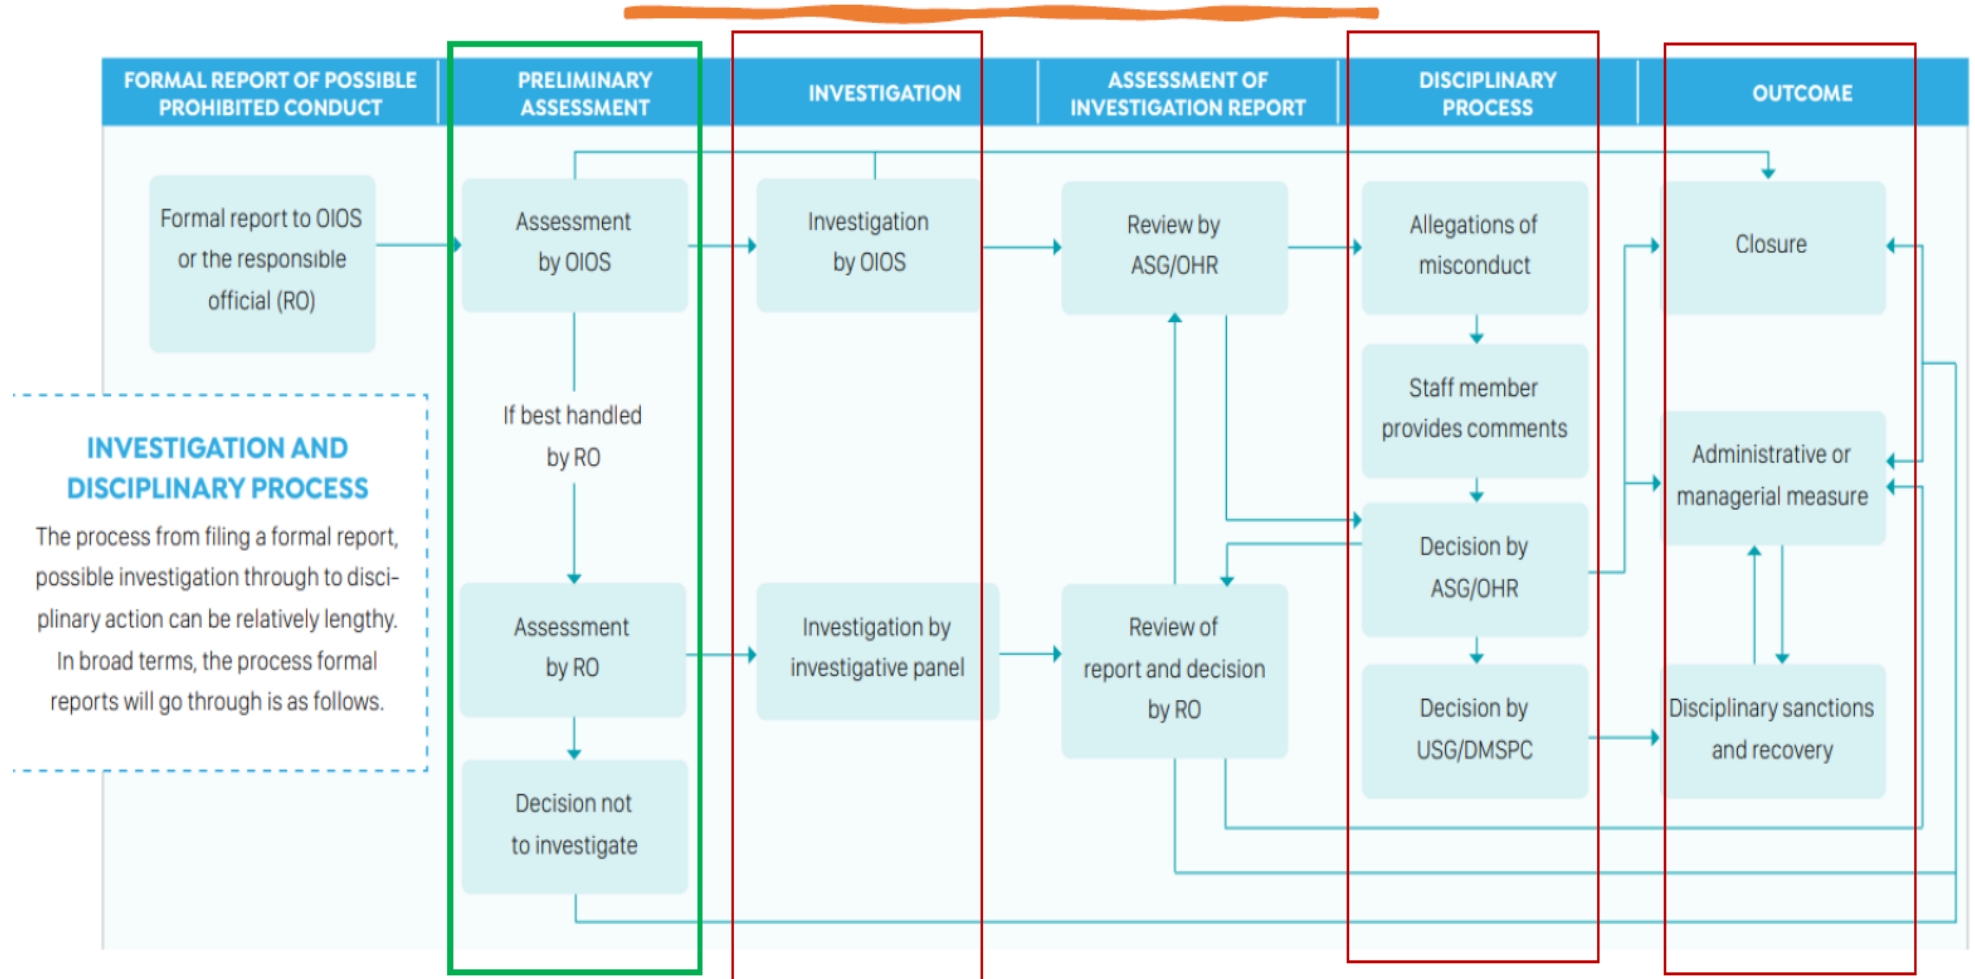 FORMAL REPORT OF POSSIBLE
PROHIBITED CONDUCT
PRELIMINARY
ASSESSMENT
INVESTIGATION
ASSESSMENT OF
INVESTIGATION REPORT
DISCIPLINARY
PROCESS
OUTCOME
Formal report to OIOS
or the responsible
official (RO)
Assessment
by OIOS
Investigation
by OIOS
Review by
ASG/OHR
Allegations of
misconduct
Closure
If best handled
by RO
Staff member
provides comments
Administrative or
managerial measure
INVESTIGATION AND
DISCIPLINARY PROCESS
The process from filing a formal report,
possible investigation through to disci-
plinary action can be relatively lengthy.
In broad terms, the process formal
reports will go through is as follows.
Decision by
ASG/OHR
Assessment
by RO
Investigation by
investigative panel
Review of
report and decision
by RO
Decision by
USG/DMSPC
Disciplinary sanctions
and recovery
Decision not
to investigate